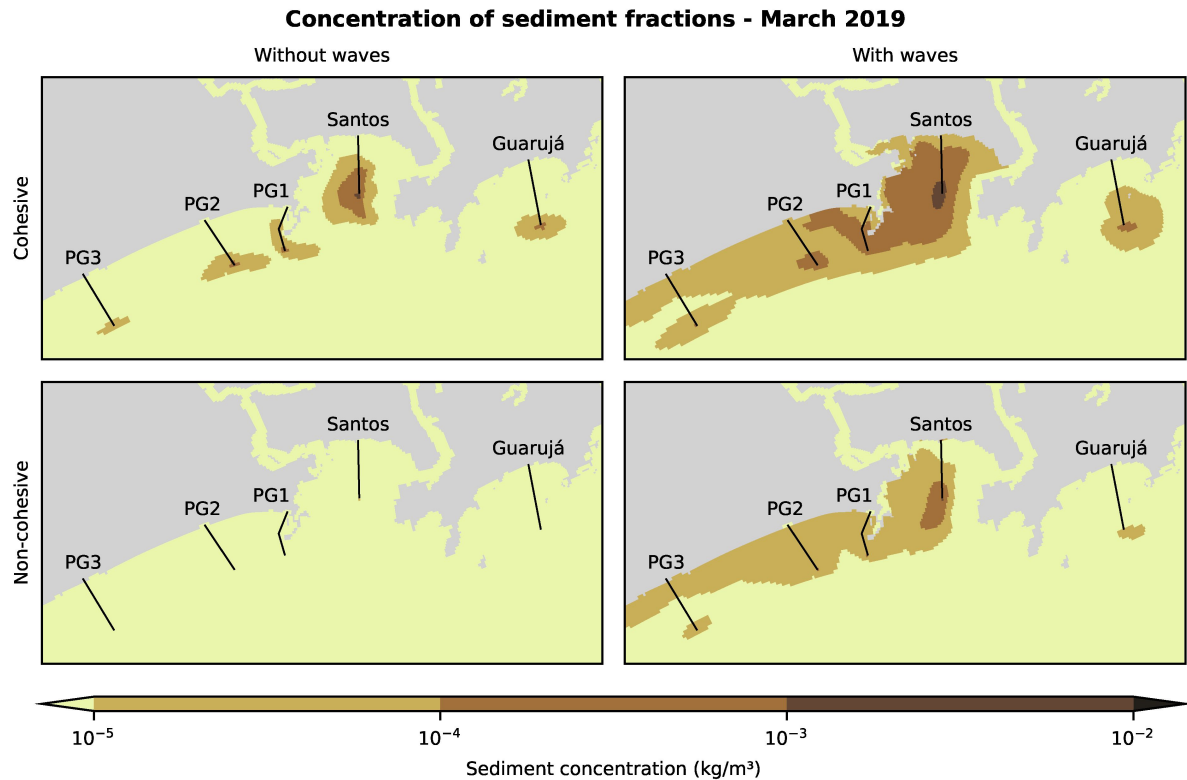 Concentration of sediment fractions - March 2019
Without waves
With waves
Cohesive
Santos
Guarujá
PG1
PG2
PG3
Santos
Guarujá
PG1
PG2
PG3
Non-cohesive
Santos
Guarujá
PG1
PG2
PG3
Santos
Guarujá
PG1
PG2
PG3
10⁻⁵ 10⁻⁴ 10⁻³ 10⁻²
Sediment concentration (kg/m³)